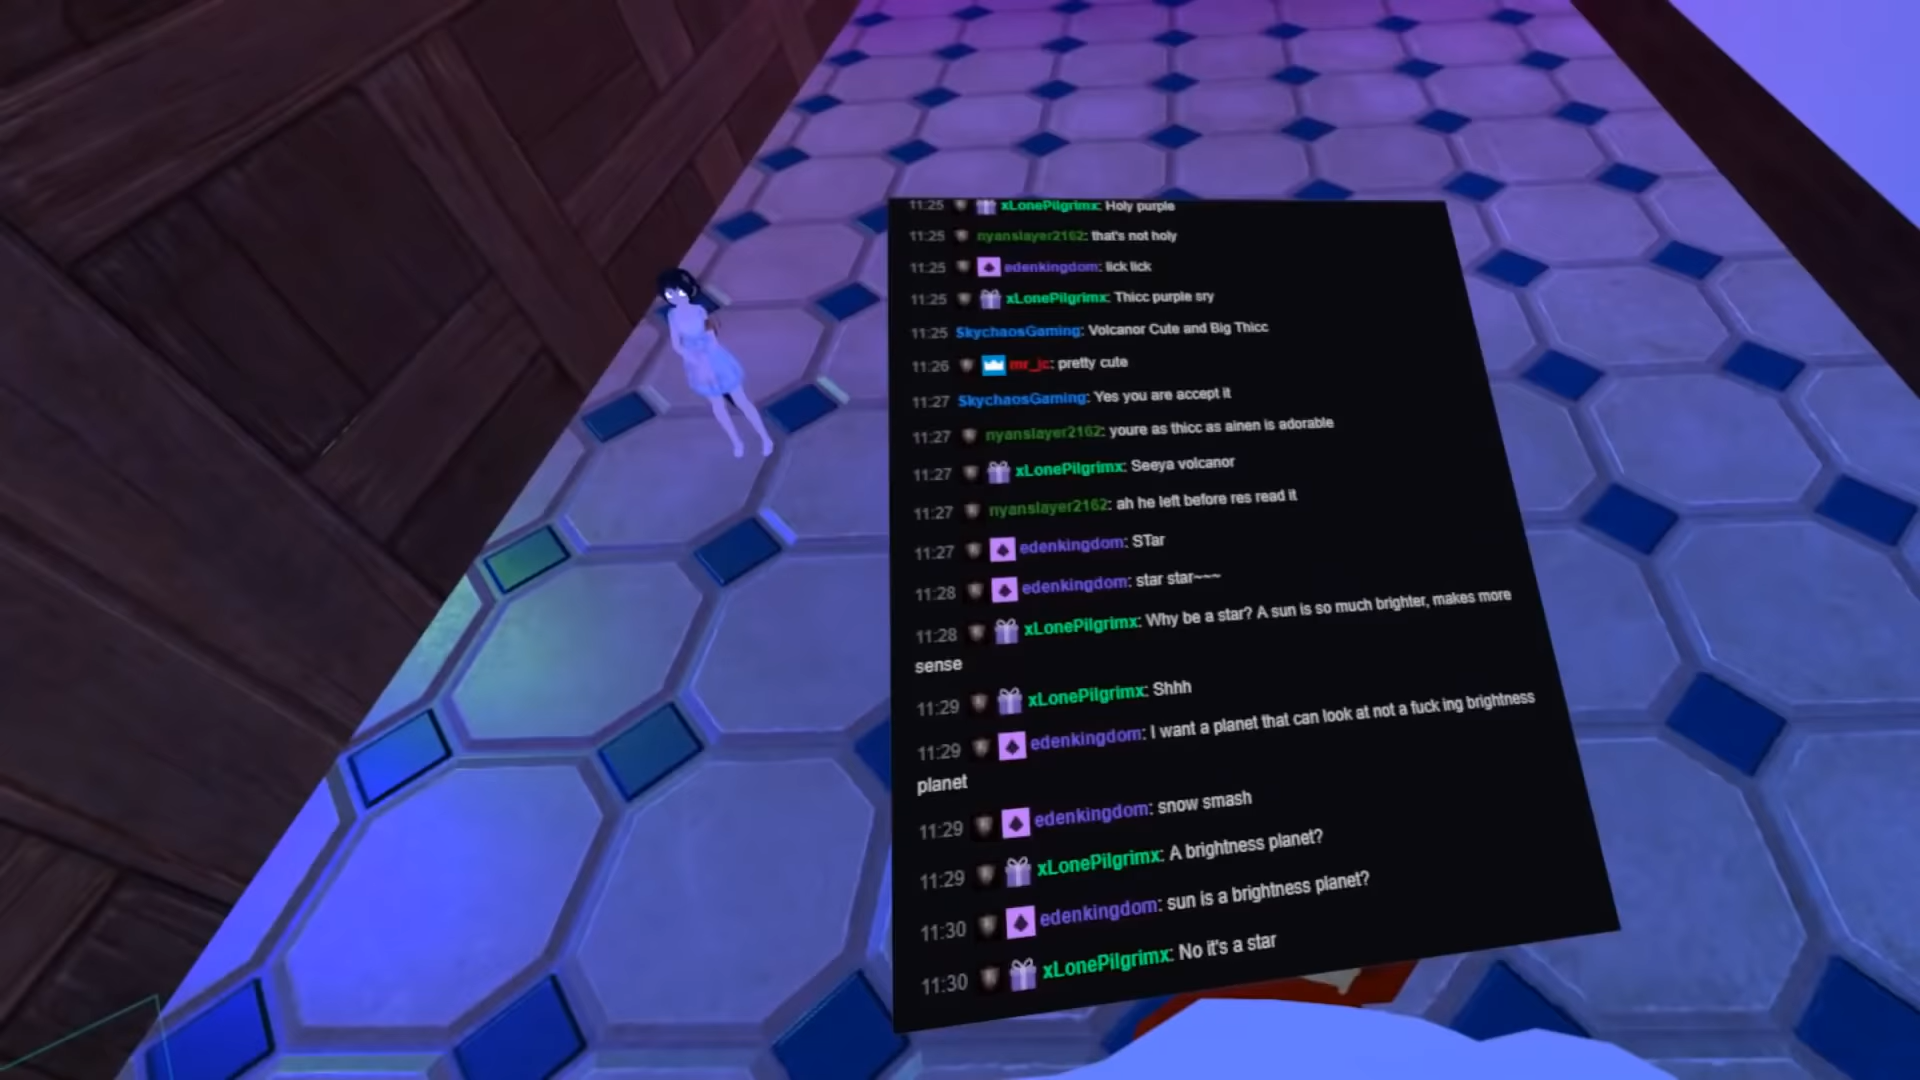 11:25 xLonePilgrimx: Holy purple
11:25 nyanslayer2162: that's not holy
11:25 edenkingdom: lick lick
11:25 xLonePilgrimx: Thicc purple sry
11:25 SkychaosGaming: Volcanor Cute and Big Thicc
11:26 mr_jc: pretty cute
11:27 SkychaosGaming: Yes you are accept it
11:27 nyanslayer2162: youre as thicc as ainen is adorable
11:27 xLonePilgrimx: Seeya volcanor
11:27 nyanslayer2162: ah he left before res read it
11:27 edenkingdom: STar
11:28 edenkingdom: star star~~~
11:28 xLonePilgrimx: Why be a star? A sun is so much brighter, makes more
sense
11:29 xLonePilgrimx: Shhh
11:29 edenkingdom: I want a planet that can look at not a fuck ing brightness
planet
11:29 edenkingdom: snow smash
11:29 xLonePilgrimx: A brightness planet?
11:30 edenkingdom: sun is a brightness planet?
11:30 xLonePilgrimx: No it's a star